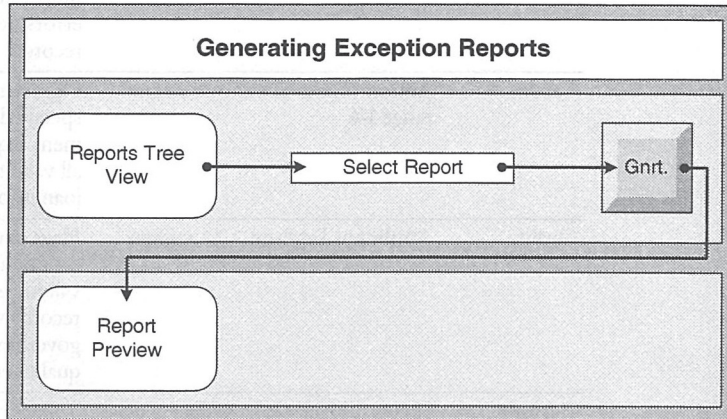 Generating Exception Reports
Reports Tree
View
Select Report
Gnrt.
Report
Preview